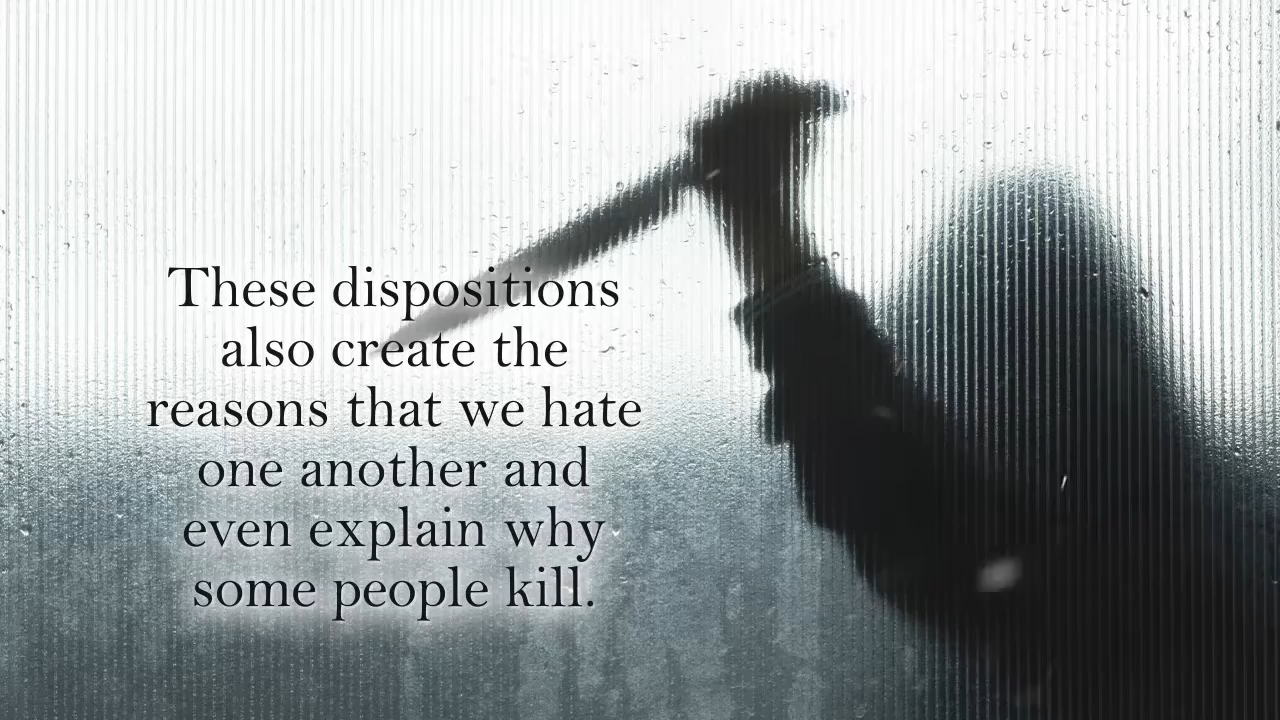 These dispositions
also create the
reasons that we hate
one another and
even explain why
some people kill.